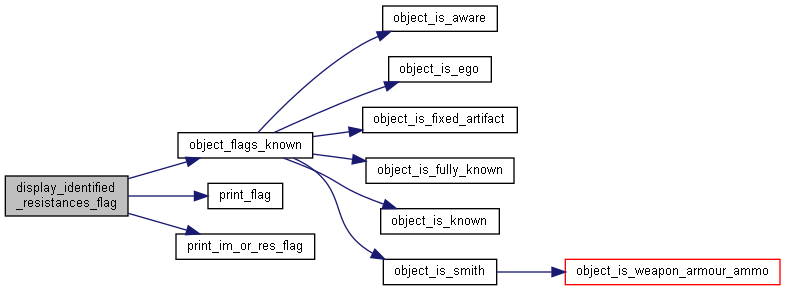 display_identified
_resistances_flag
object_flags_known
print_flag
print_im_or_res_flag
object_is_aware
object_is_ego
object_is_fixed_artifact
object_is_fully_known
object_is_known
object_is_smith
object_is_weapon_armour_ammo